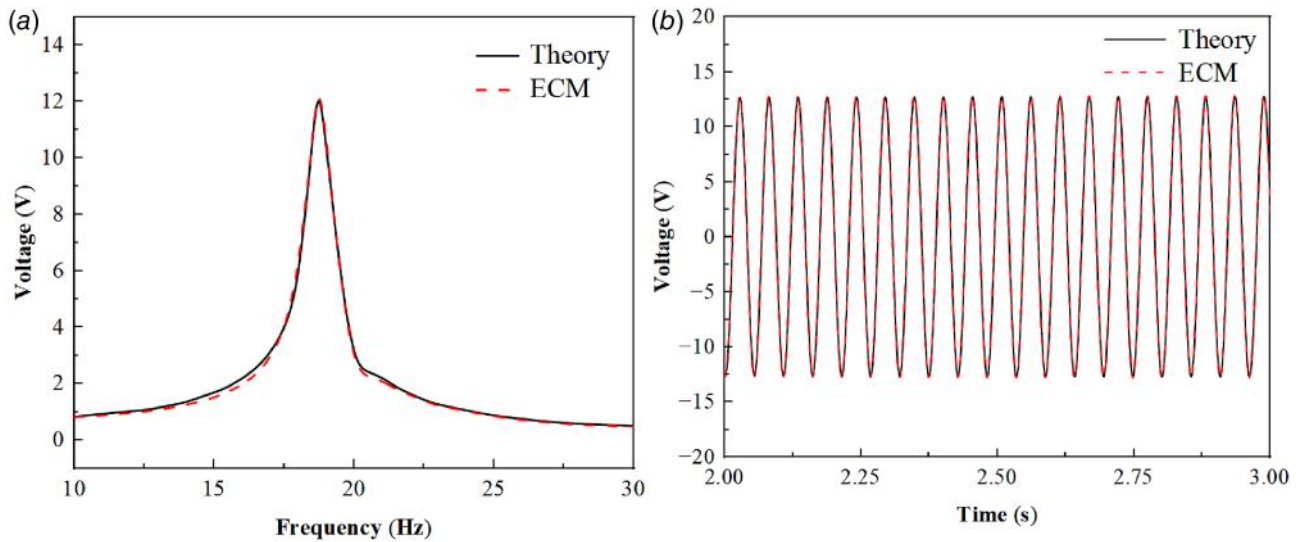 (a)
14
12
10
8
6
4
2
0
Voltage (V)
Theory
ECM
10 15 20 25 30
Frequency (Hz)
(b)
20
15
10
5
0
−5
−10
−15
−20
Voltage (V)
Theory
ECM
2.00 2.25 2.50 2.75 3.00
Time (s)